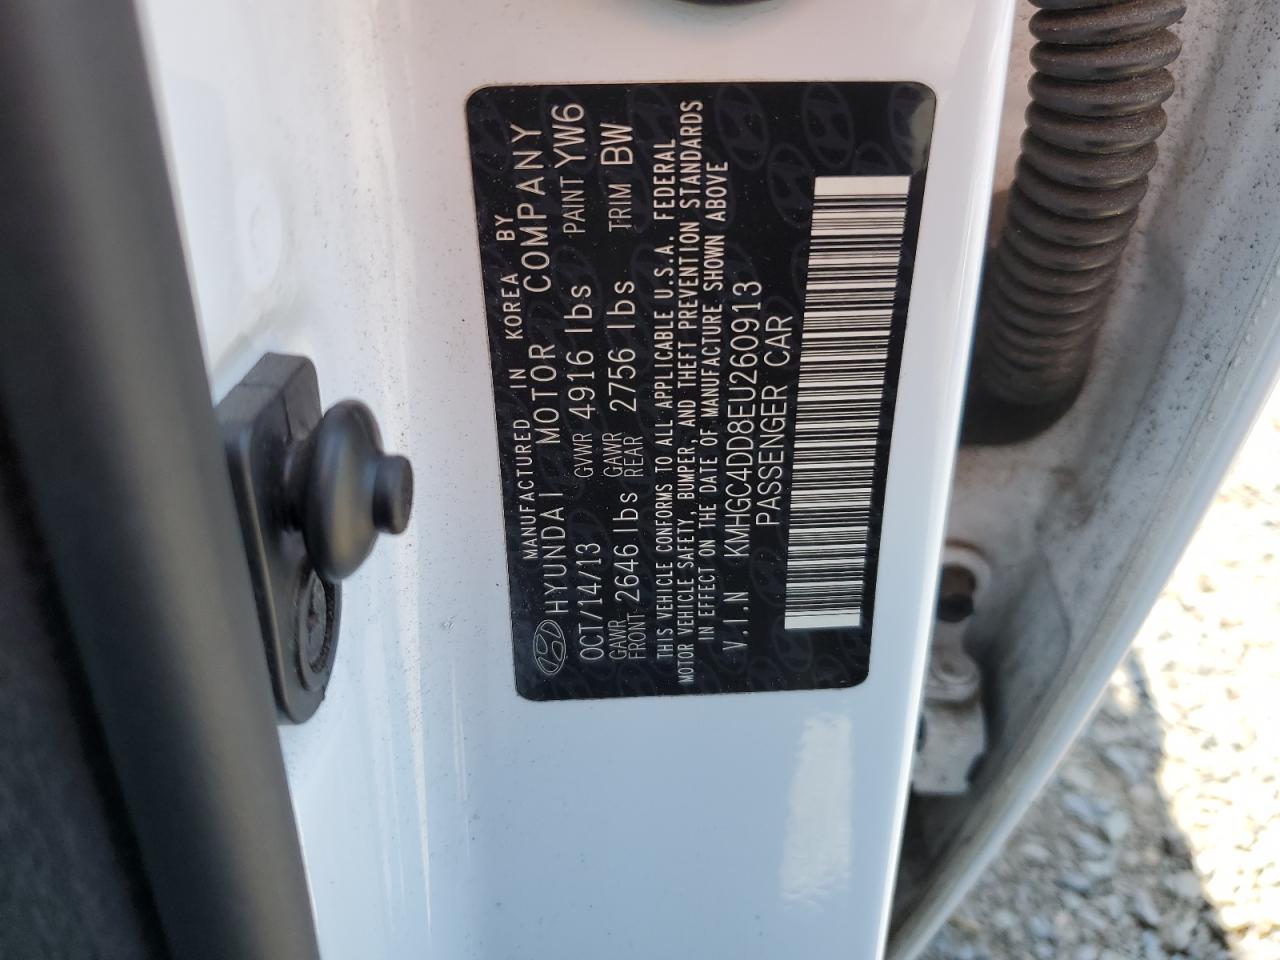 MANUFACTURED IN KOREA BY
HYUNDAI MOTOR COMPANY
OCT/14/13 GVWR 4916 lbs PAINT YW6
GAWR FRONT 2646 lbs GAWR REAR 2756 lbs TRIM BW
THIS VEHICLE CONFORMS TO ALL APPLICABLE U.S.A. FEDERAL
MOTOR VEHICLE SAFETY, BUMPER, AND THEFT PREVENTION STANDARDS
IN EFFECT ON THE DATE OF MANUFACTURE SHOWN ABOVE
V.I.N KMHGC4DD8EU260913
PASSENGER CAR